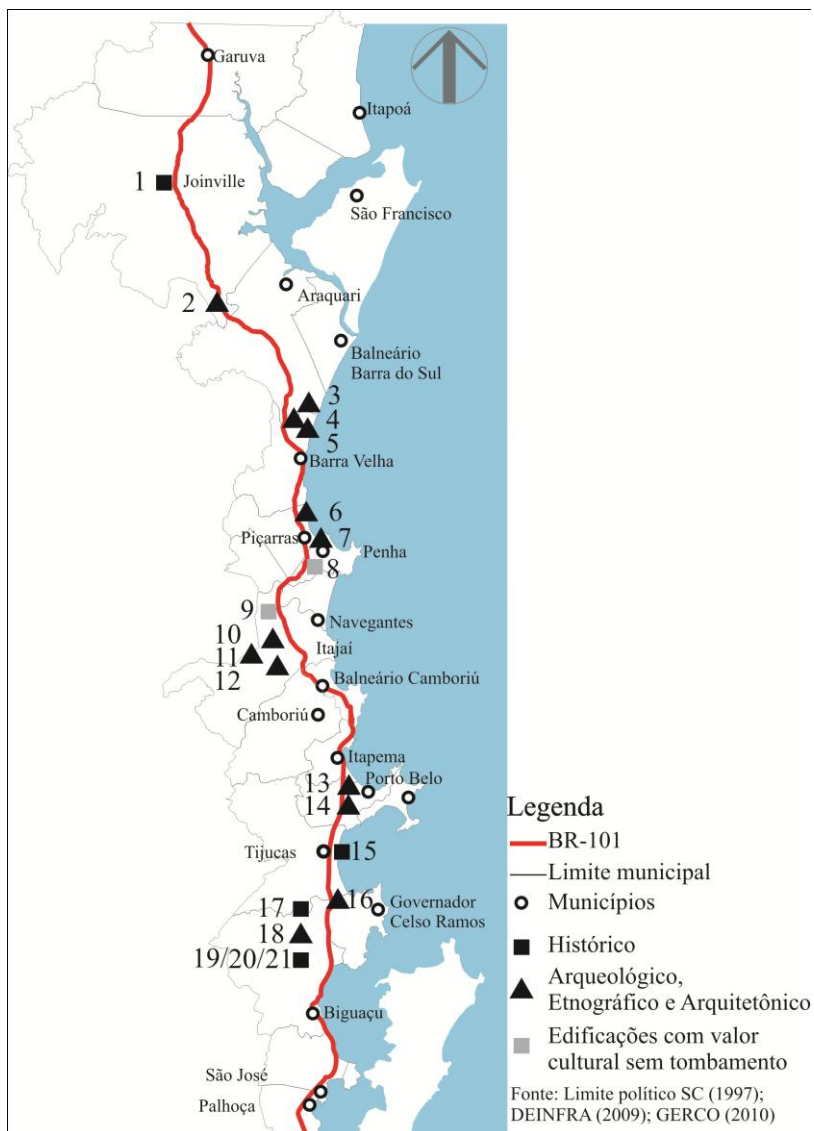 Garuva
Itapoá
1
Joinville
São Francisco
Araquari
2
Balneário
Barra do Sul
3
4
5
Barra Velha
6
Piçarras
7
Penha
8
9
Navegantes
10
Itajaí
11
12
Balneário Camboriú
Camboriú
Itapema
13
Porto Belo
14
Tijucas
15
16
Governador
Celso Ramos
17
18
19/20/21
Biguaçu
São José
Palhoça
Legenda
BR-101
Limite municipal
Municípios
Histórico
Arqueológico,
Etnográfico e Arquitetônico
Edificações com valor
cultural sem tombamento
Fonte: Limite político SC (1997);
DEINFRA (2009); GERCO (2010)